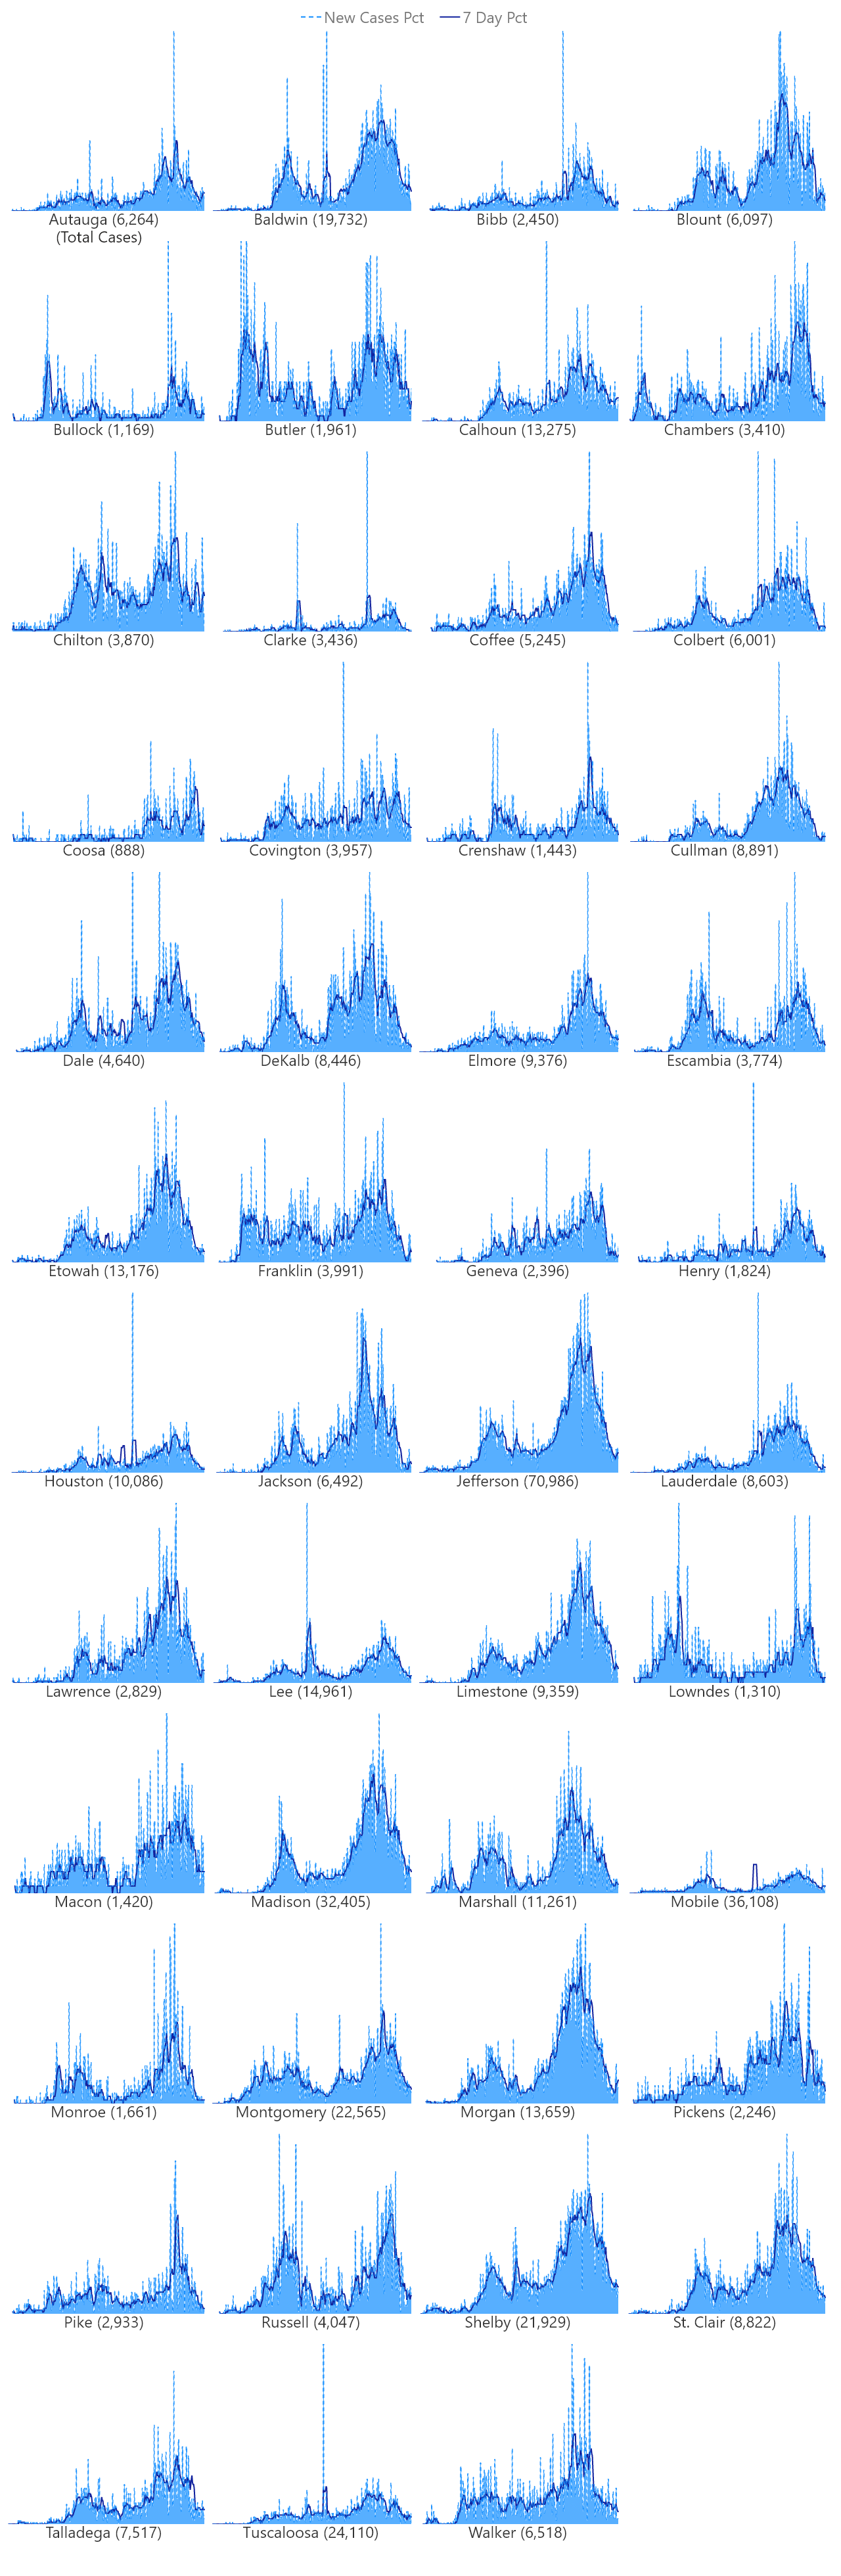 New Cases Pct 7 Day Pct
Autauga (6,264) Baldwin (19,732) Bibb (2,450) Blount (6,097)
(Total Cases)
Bullock (1,169) Butler (1,961) Calhoun (13,275) Chambers (3,410)
Chilton (3,870) Clarke (3,436) Coffee (5,245) Colbert (6,001)
Coosa (888) Covington (3,957) Crenshaw (1,443) Cullman (8,891)
Dale (4,640) DeKalb (8,446) Elmore (9,376) Escambia (3,774)
Etowah (13,176) Franklin (3,991) Geneva (2,396) Henry (1,824)
Houston (10,086) Jackson (6,492) Jefferson (70,986) Lauderdale (8,603)
Lawrence (2,829) Lee (14,961) Limestone (9,359) Lowndes (1,310)
Macon (1,420) Madison (32,405) Marshall (11,261) Mobile (36,108)
Monroe (1,661) Montgomery (22,565) Morgan (13,659) Pickens (2,246)
Pike (2,933) Russell (4,047) Shelby (21,929) St. Clair (8,822)
Talladega (7,517) Tuscaloosa (24,110) Walker (6,518)